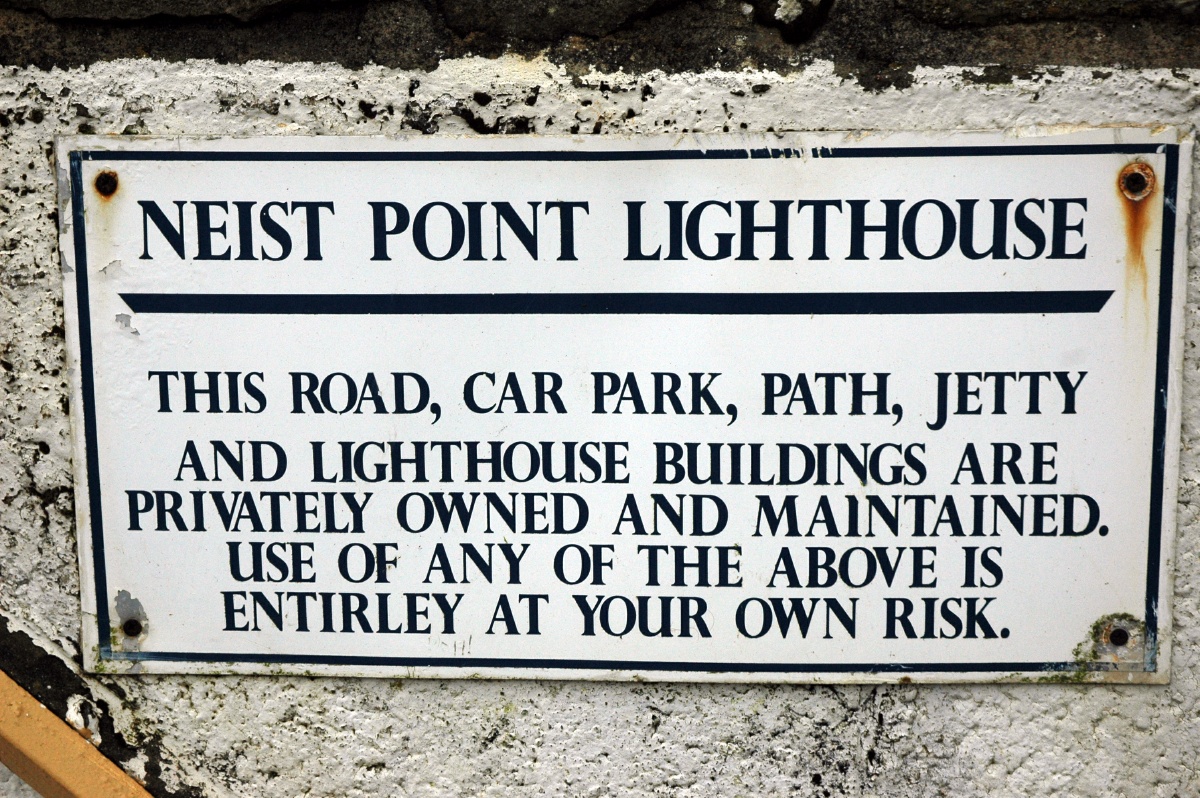 NEIST POINT LIGHTHOUSE
THIS ROAD, CAR PARK, PATH, JETTY
AND LIGHTHOUSE BUILDINGS ARE
PRIVATELY OWNED AND MAINTAINED.
USE OF ANY OF THE ABOVE IS
ENTIRLEY AT YOUR OWN RISK.